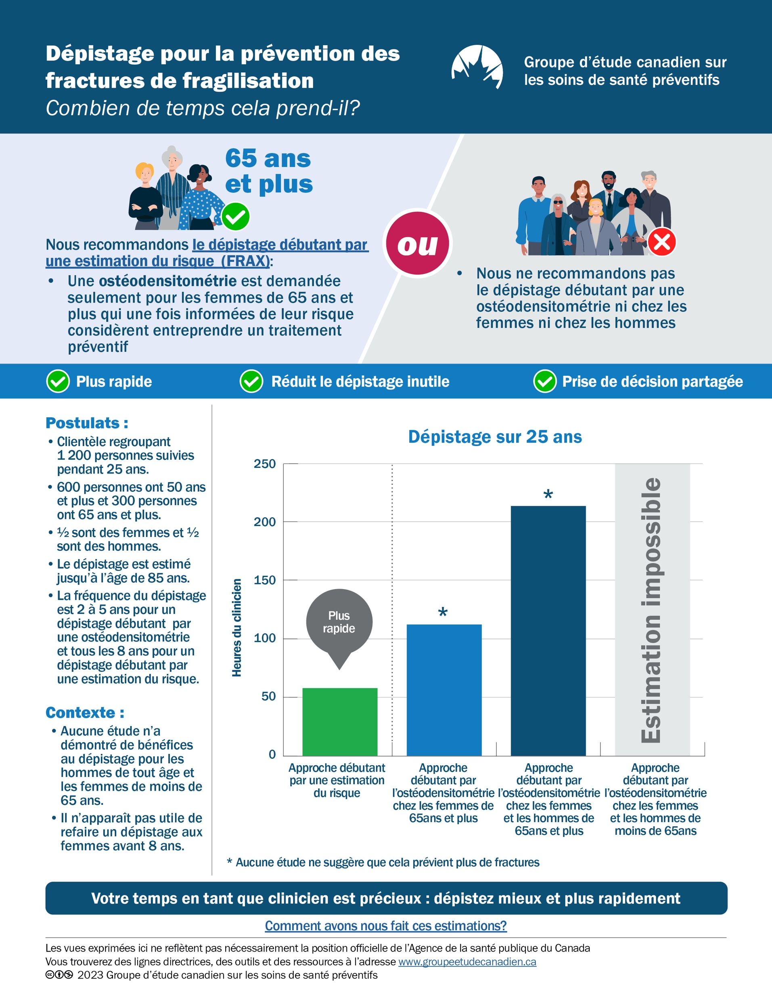 Dépistage pour la prévention des
fractures de fragilisation
Combien de temps cela prend-il?
Groupe d'étude canadien sur
les soins de santé préventifs
65 ans
et plus
Nous recommandons le dépistage débutant par
une estimation du risque (FRAX):
• Une ostéodensitométrie est demandée
seulement pour les femmes de 65 ans et
plus qui une fois informées de leur risque
considèrent entreprendre un traitement
préventif
ou
• Nous ne recommandons pas
le dépistage débutant par une
ostéodensitométrie ni chez les
femmes ni chez les hommes
Plus rapide
Réduit le dépistage inutile
Prise de décision partagée
Postulats :
• Clientèle regroupant
1 200 personnes suivies
pendant 25 ans.
• 600 personnes ont 50 ans
et plus et 300 personnes
ont 65 ans et plus.
• ½ sont des femmes et ½
sont des hommes.
• Le dépistage est estimé
jusqu'à l'âge de 85 ans.
• La fréquence du dépistage
est 2 à 5 ans pour un
dépistage débutant par
une ostéodensitométrie
et tous les 8 ans pour un
dépistage débutant par
une estimation du risque.
Contexte :
• Aucune étude n'a
démontré de bénéfices
au dépistage pour les
hommes de tout âge et
les femmes de moins de
65 ans.
• Il n'apparaît pas utile de
refaire un dépistage aux
femmes avant 8 ans.
Dépistage sur 25 ans
Heures du clinicien
250
200
150
100
50
0
Plus
rapide
*
*
Estimation impossible
Approche débutant
par une estimation
du risque
Approche
débutant par
l'ostéodensitométrie
chez les femmes de
65ans et plus
Approche
débutant par
l'ostéodensitométrie
chez les femmes
et les hommes de
65ans et plus
Approche
débutant par
l'ostéodensitométrie
chez les femmes
et les hommes de
moins de 65ans
* Aucune étude ne suggère que cela prévient plus de fractures
Votre temps en tant que clinicien est précieux : dépistez mieux et plus rapidement
Comment avons nous fait ces estimations?
Les vues exprimées ici ne reflètent pas nécessairement la position officielle de l'Agence de la santé publique du Canada
Vous trouverez des lignes directrices, des outils et des ressources à l'adresse www.groupeetudecanadien.ca
2023 Groupe d'étude canadien sur les soins de santé préventifs